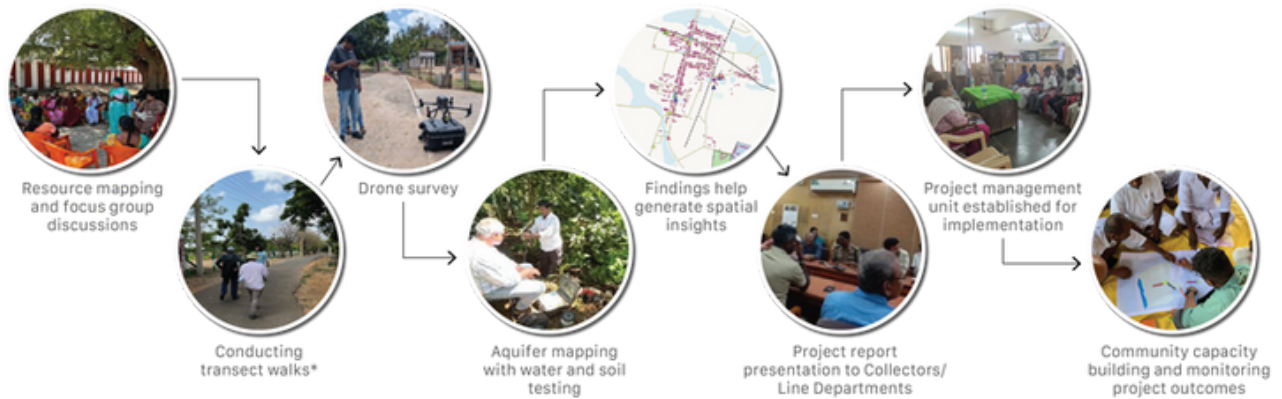 Resource mapping
and focus group
discussions
Conducting
transect walks*
Drone survey
Aquifer mapping
with water and soil
testing
Findings help
generate spatial
insights
Project report
presentation to Collectors/
Line Departments
Project management
unit established for
implementation
Community capacity
building and monitoring
project outcomes